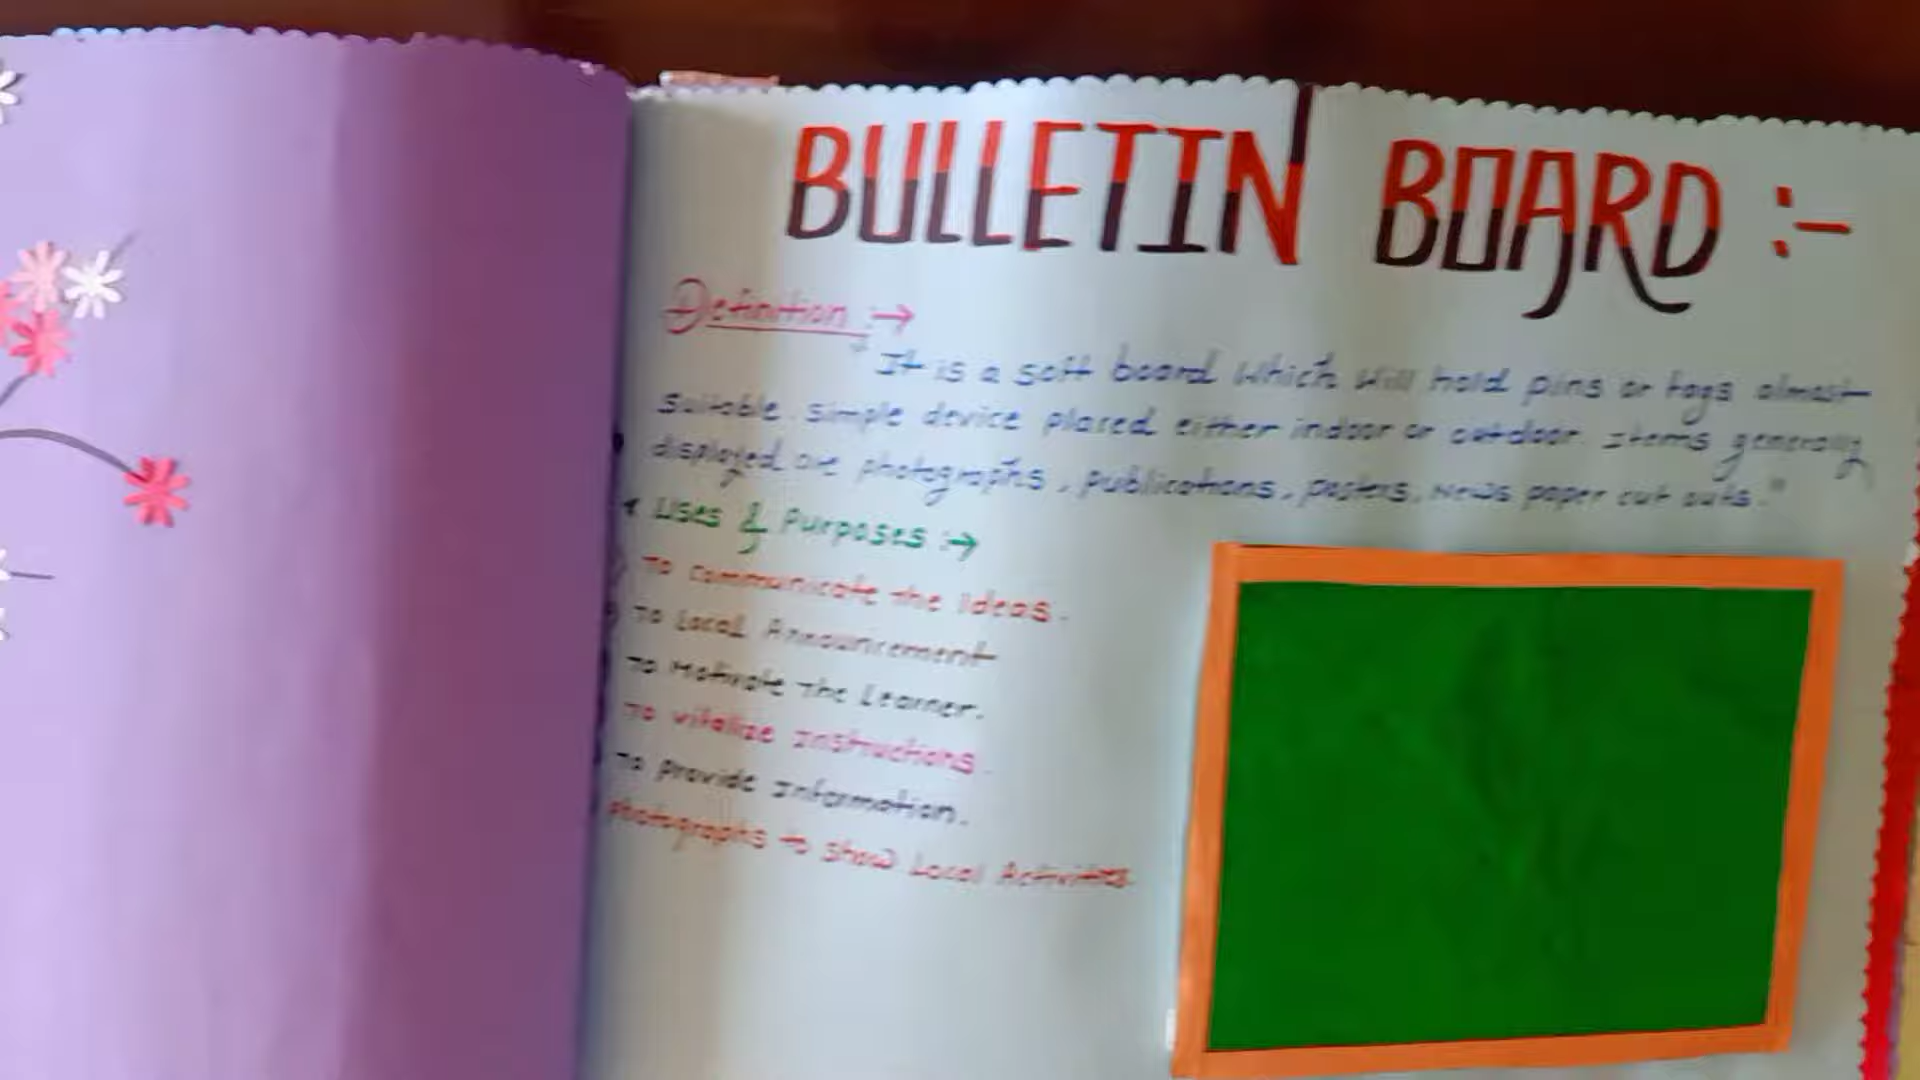 BULLETIN BOARD :-
Definition :→
"It is a soft board which will hold pins or tags almost
suitable. simple device placed either indoor or outdoor. Items generally
displayed are photographs, publications, posters, News paper cut outs."
Uses & Purposes :→
To communicate the ideas.
To Local Announcement
To Motivate The Learner.
To vitalize Instructions.
To provide Information.
photographs to show Local Activities.